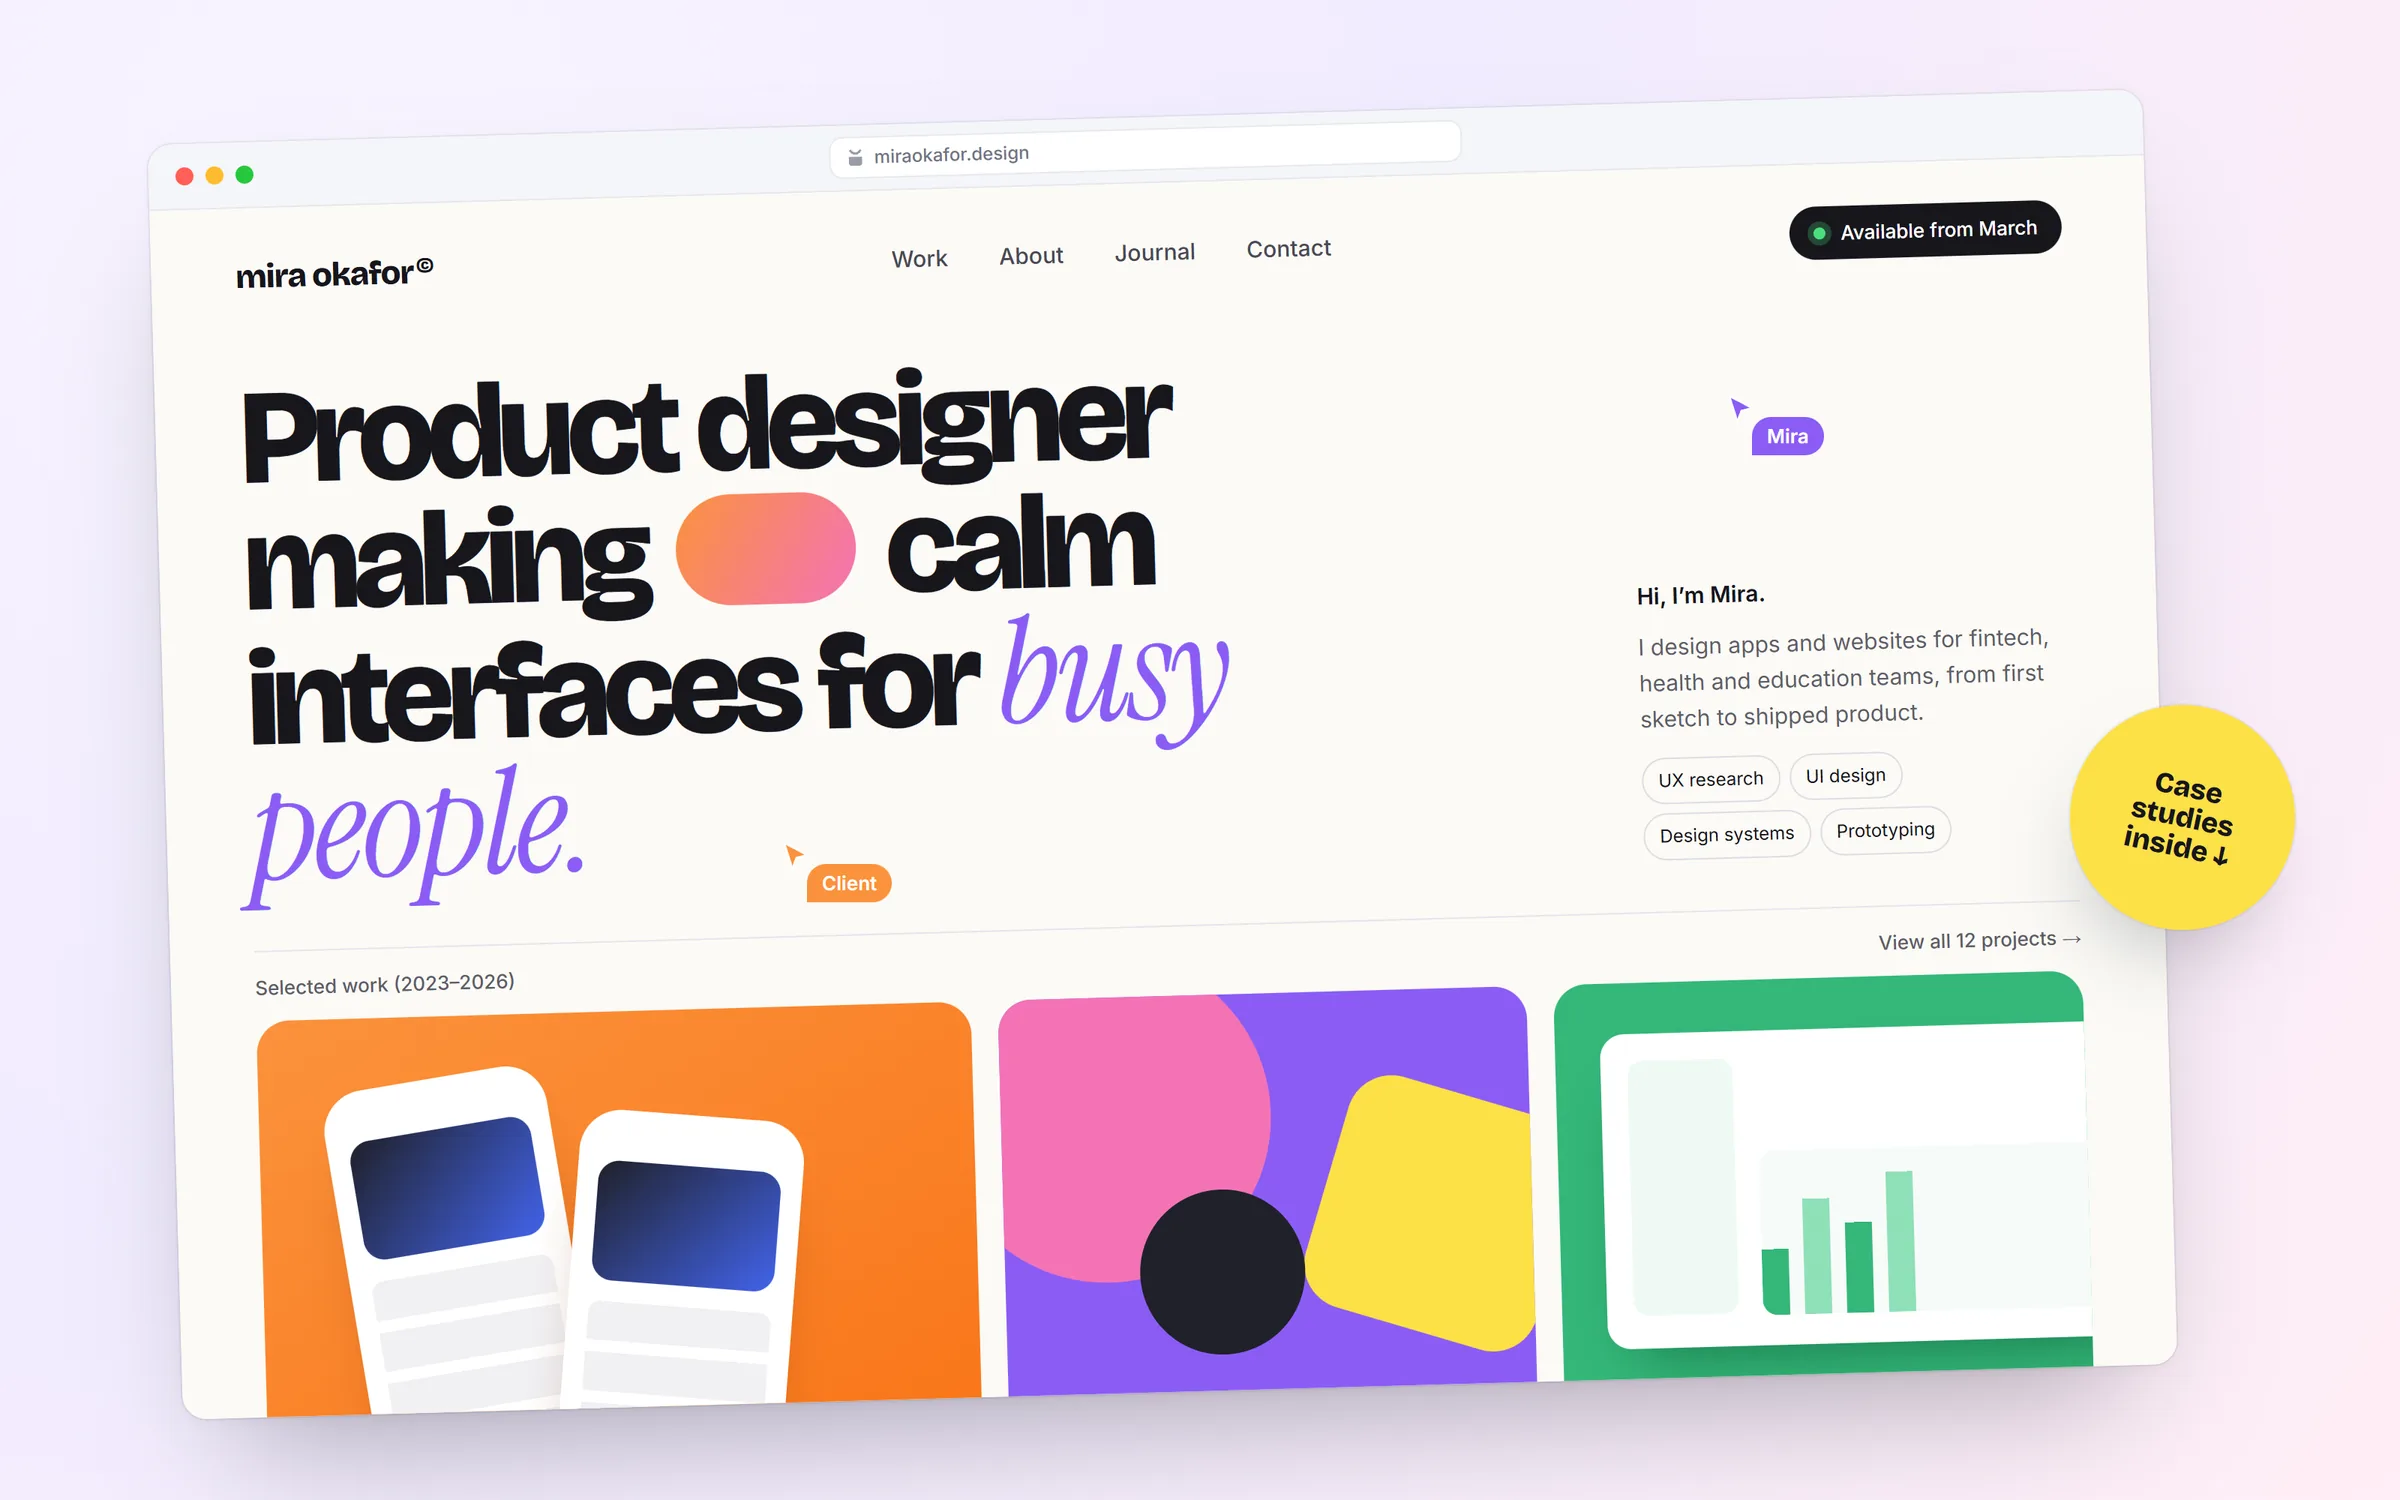 miraokafor.design
mira okafor©
Work
About
Journal
Contact
Available from March
Product designer
making calm
interfaces for busy
people.
Mira
Client
Hi, I’m Mira.
I design apps and websites for fintech,
health and education teams, from first
sketch to shipped product.
UX research
UI design
Design systems
Prototyping
Case
studies
inside ↓
Selected work (2023–2026)
View all 12 projects →